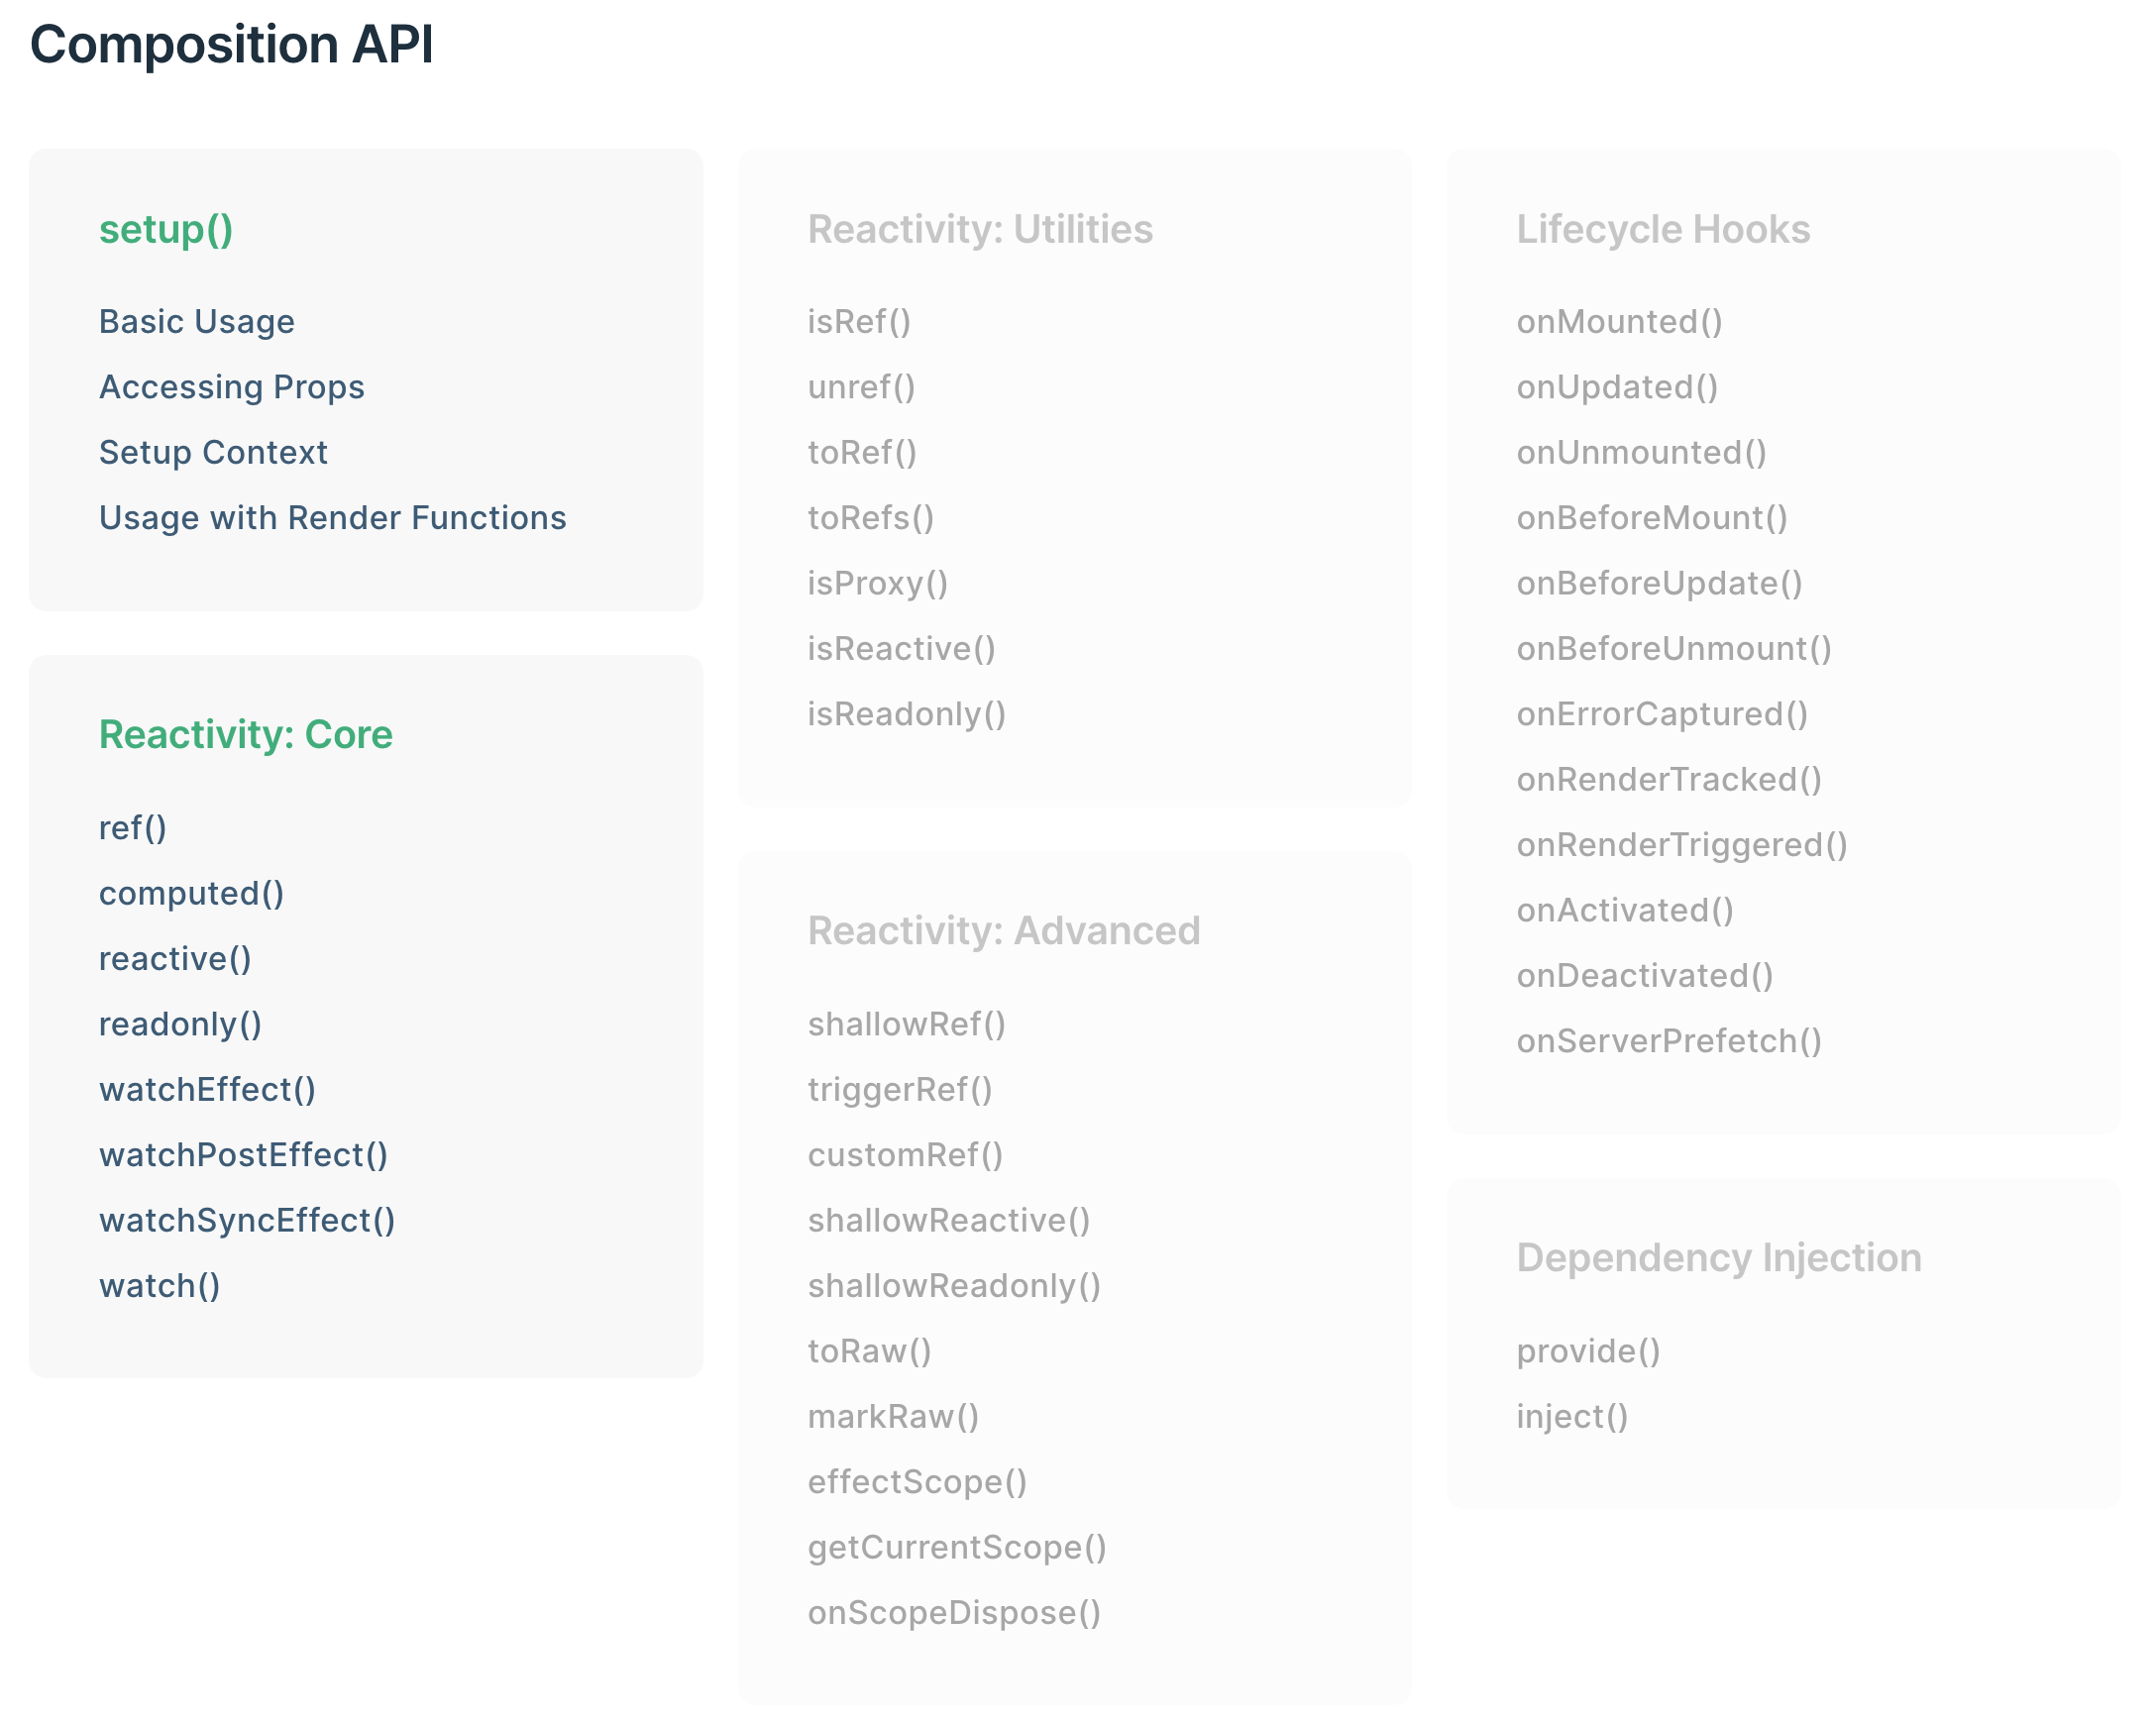 Composition API
setup()
Basic Usage
Accessing Props
Setup Context
Usage with Render Functions
Reactivity: Core
ref()
computed()
reactive()
readonly()
watchEffect()
watchPostEffect()
watchSyncEffect()
watch()
Reactivity: Utilities
isRef()
unref()
toRef()
toRefs()
isProxy()
isReactive()
isReadonly()
Reactivity: Advanced
shallowRef()
triggerRef()
customRef()
shallowReactive()
shallowReadonly()
toRaw()
markRaw()
effectScope()
getCurrentScope()
onScopeDispose()
Lifecycle Hooks
onMounted()
onUpdated()
onUnmounted()
onBeforeMount()
onBeforeUpdate()
onBeforeUnmount()
onErrorCaptured()
onRenderTracked()
onRenderTriggered()
onActivated()
onDeactivated()
onServerPrefetch()
Dependency Injection
provide()
inject()